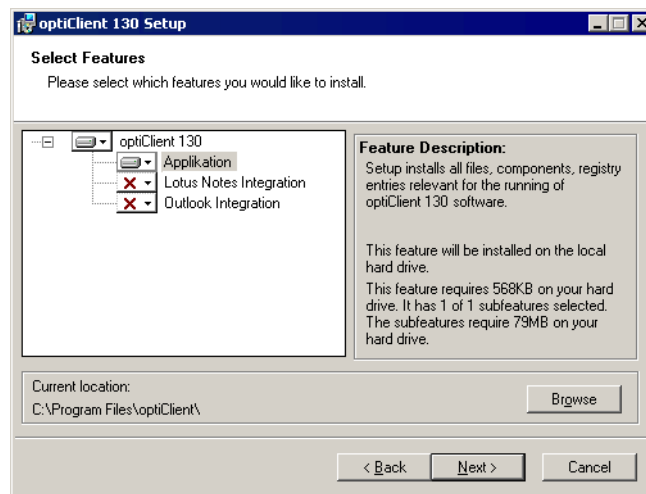 optiClient 130 Setup
Select Features
Please select which features you would like to install.
optiClient 130
Applikation
Lotus Notes Integration
Outlook Integration
Feature Description:
Setup installs all files, components, registry
entries relevant for the running of
optiClient 130 software.
This feature will be installed on the local
hard drive.
This feature requires 568KB on your hard
drive. It has 1 of 1 subfeatures selected.
The subfeatures require 79MB on your
hard drive.
Current location:
C:\Program Files\optiClient\
Browse
< Back
Next >
Cancel